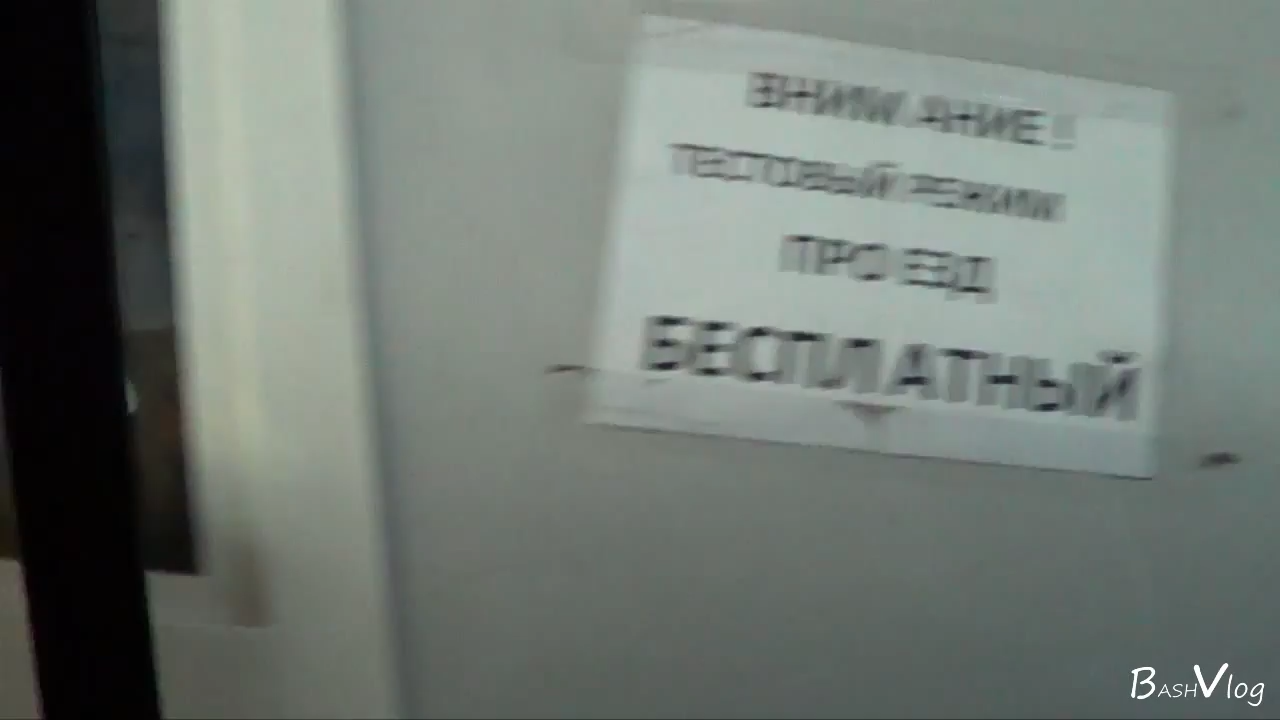 ВНИМАНИЕ!!
ТЕСТОВЫЙ РЕЖИМ
ПРОЕЗД
БЕСПЛАТНЫЙ
BASHVlog